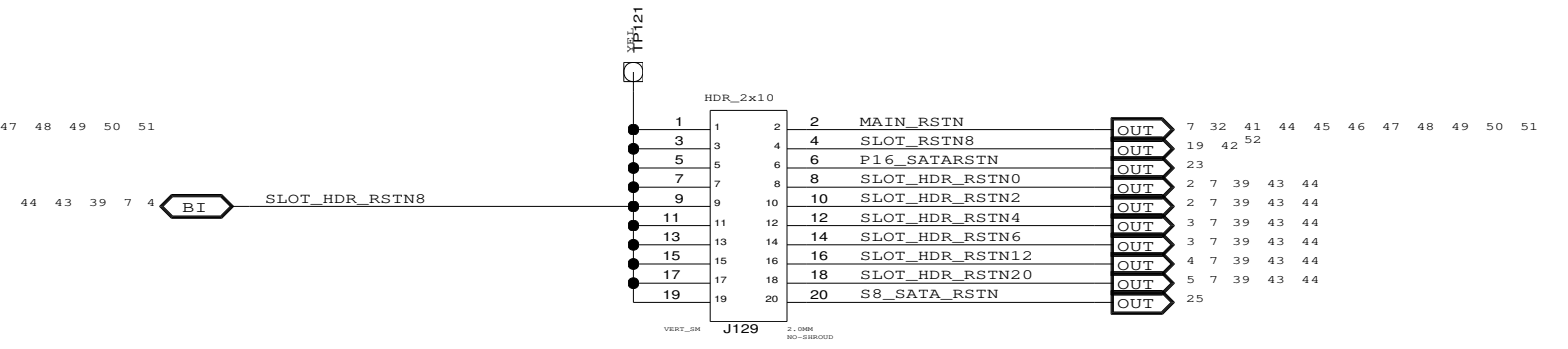 YEL
TP121
HDR_2x10
47 48 49 50 51
1 1 2 2 MAIN_RSTN OUT 7 32 41 44 45 46 47 48 49 50 51
52
3 3 4 4 SLOT_RSTN8 OUT 19 42
5 5 6 6 P16_SATARSTN OUT 23
7 7 8 8 SLOT_HDR_RSTN0 OUT 2 7 39 43 44
44 43 39 7 4 BI SLOT_HDR_RSTN8 9 9 10 10 SLOT_HDR_RSTN2 OUT 2 7 39 43 44
11 11 12 12 SLOT_HDR_RSTN4 OUT 3 7 39 43 44
13 13 14 14 SLOT_HDR_RSTN6 OUT 3 7 39 43 44
15 15 16 16 SLOT_HDR_RSTN12 OUT 4 7 39 43 44
17 17 18 18 SLOT_HDR_RSTN20 OUT 5 7 39 43 44
19 19 20 20 S8_SATA_RSTN OUT 25
VERT_SM J129 2.0MM
NO-SHROUD